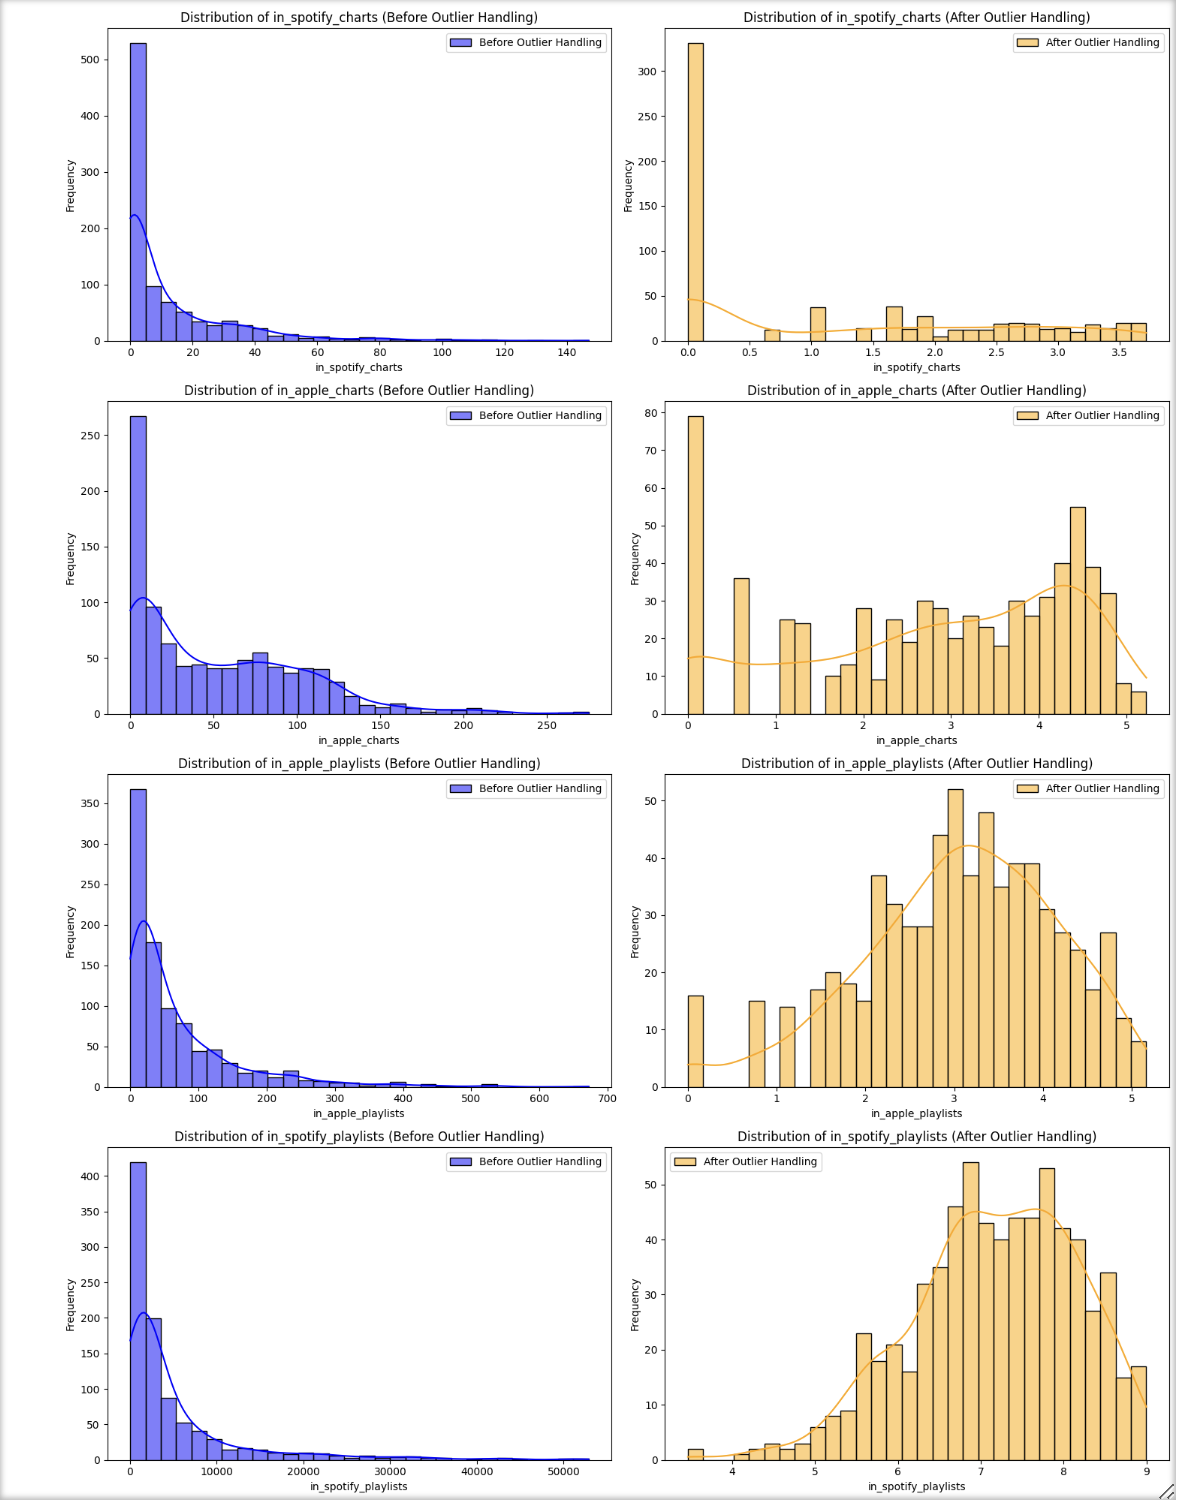 Distribution of in_spotify_charts (Before Outlier Handling)
Before Outlier Handling
Frequency
500
400
300
200
100
0
0 20 40 60 80 100 120 140
in_spotify_charts
Distribution of in_spotify_charts (After Outlier Handling)
After Outlier Handling
Frequency
300
250
200
150
100
50
0
0.0 0.5 1.0 1.5 2.0 2.5 3.0 3.5
in_spotify_charts
Distribution of in_apple_charts (Before Outlier Handling)
Before Outlier Handling
Frequency
250
200
150
100
50
0
0 50 100 150 200 250
in_apple_charts
Distribution of in_apple_charts (After Outlier Handling)
After Outlier Handling
Frequency
80
70
60
50
40
30
20
10
0
0 1 2 3 4 5
in_apple_charts
Distribution of in_apple_playlists (Before Outlier Handling)
Before Outlier Handling
Frequency
350
300
250
200
150
100
50
0
0 100 200 300 400 500 600 700
in_apple_playlists
Distribution of in_apple_playlists (After Outlier Handling)
After Outlier Handling
Frequency
50
40
30
20
10
0
0 1 2 3 4 5
in_apple_playlists
Distribution of in_spotify_playlists (Before Outlier Handling)
Before Outlier Handling
Frequency
400
350
300
250
200
150
100
50
0
0 10000 20000 30000 40000 50000
in_spotify_playlists
Distribution of in_spotify_playlists (After Outlier Handling)
After Outlier Handling
Frequency
50
40
30
20
10
0
4 5 6 7 8 9
in_spotify_playlists